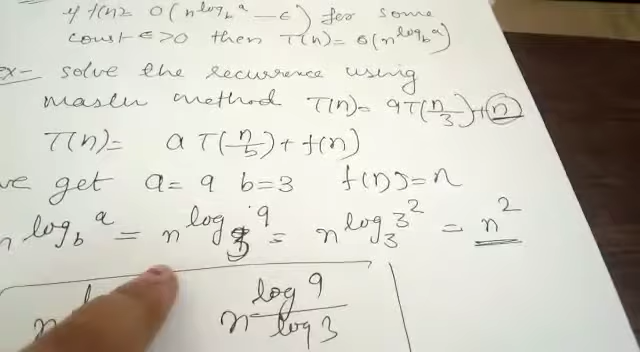 if f(n) = O(n^{log_b a - ε}) for some
const ε>0 then T(n) = θ(n^{log_b a})
Ex- solve the recurrence using
master method T(n) = 9T(n/3)+n
T(n) = a T(n/b) + f(n)
we get a = 9 b=3 f(n) = n
n^{log_b a} = n^{log_3 9} = n^{log_3 3^2} = n^2
n^{log 9 / log 3}